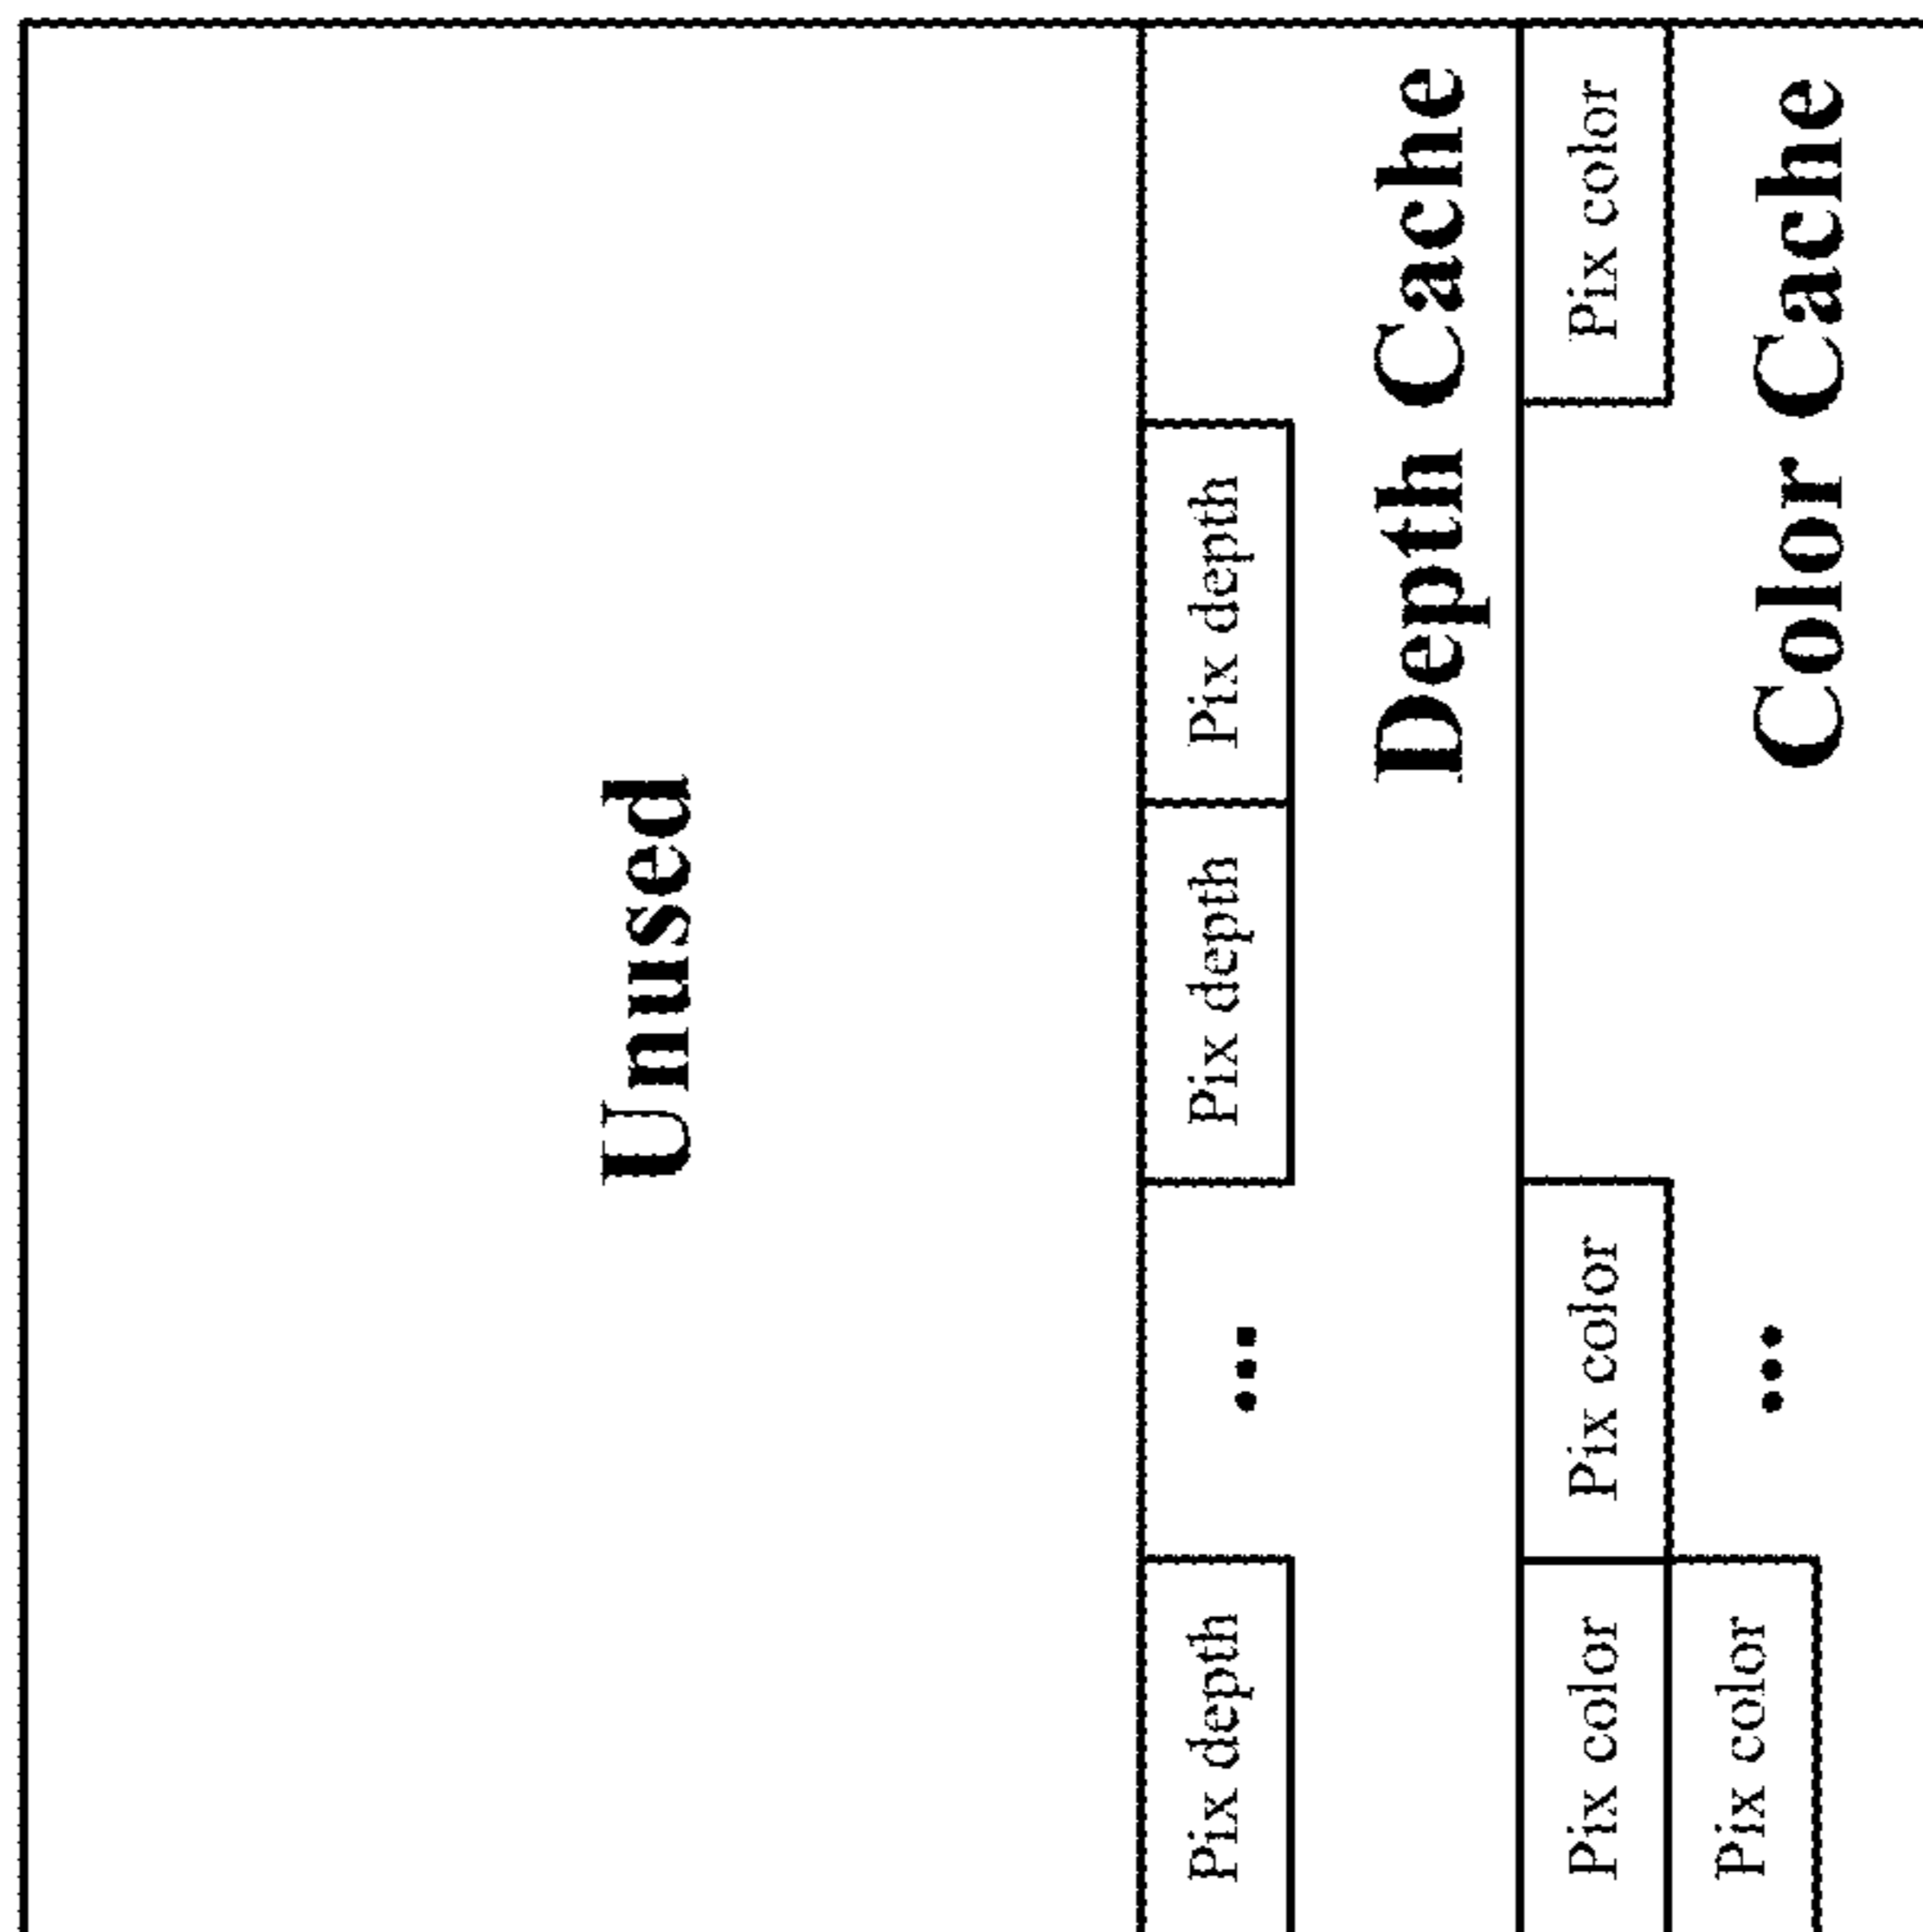 Unused
Pix depth ... Pix depth Pix depth
Depth Cache
Pix color Pix color Pix color
Pix color ... Color Cache